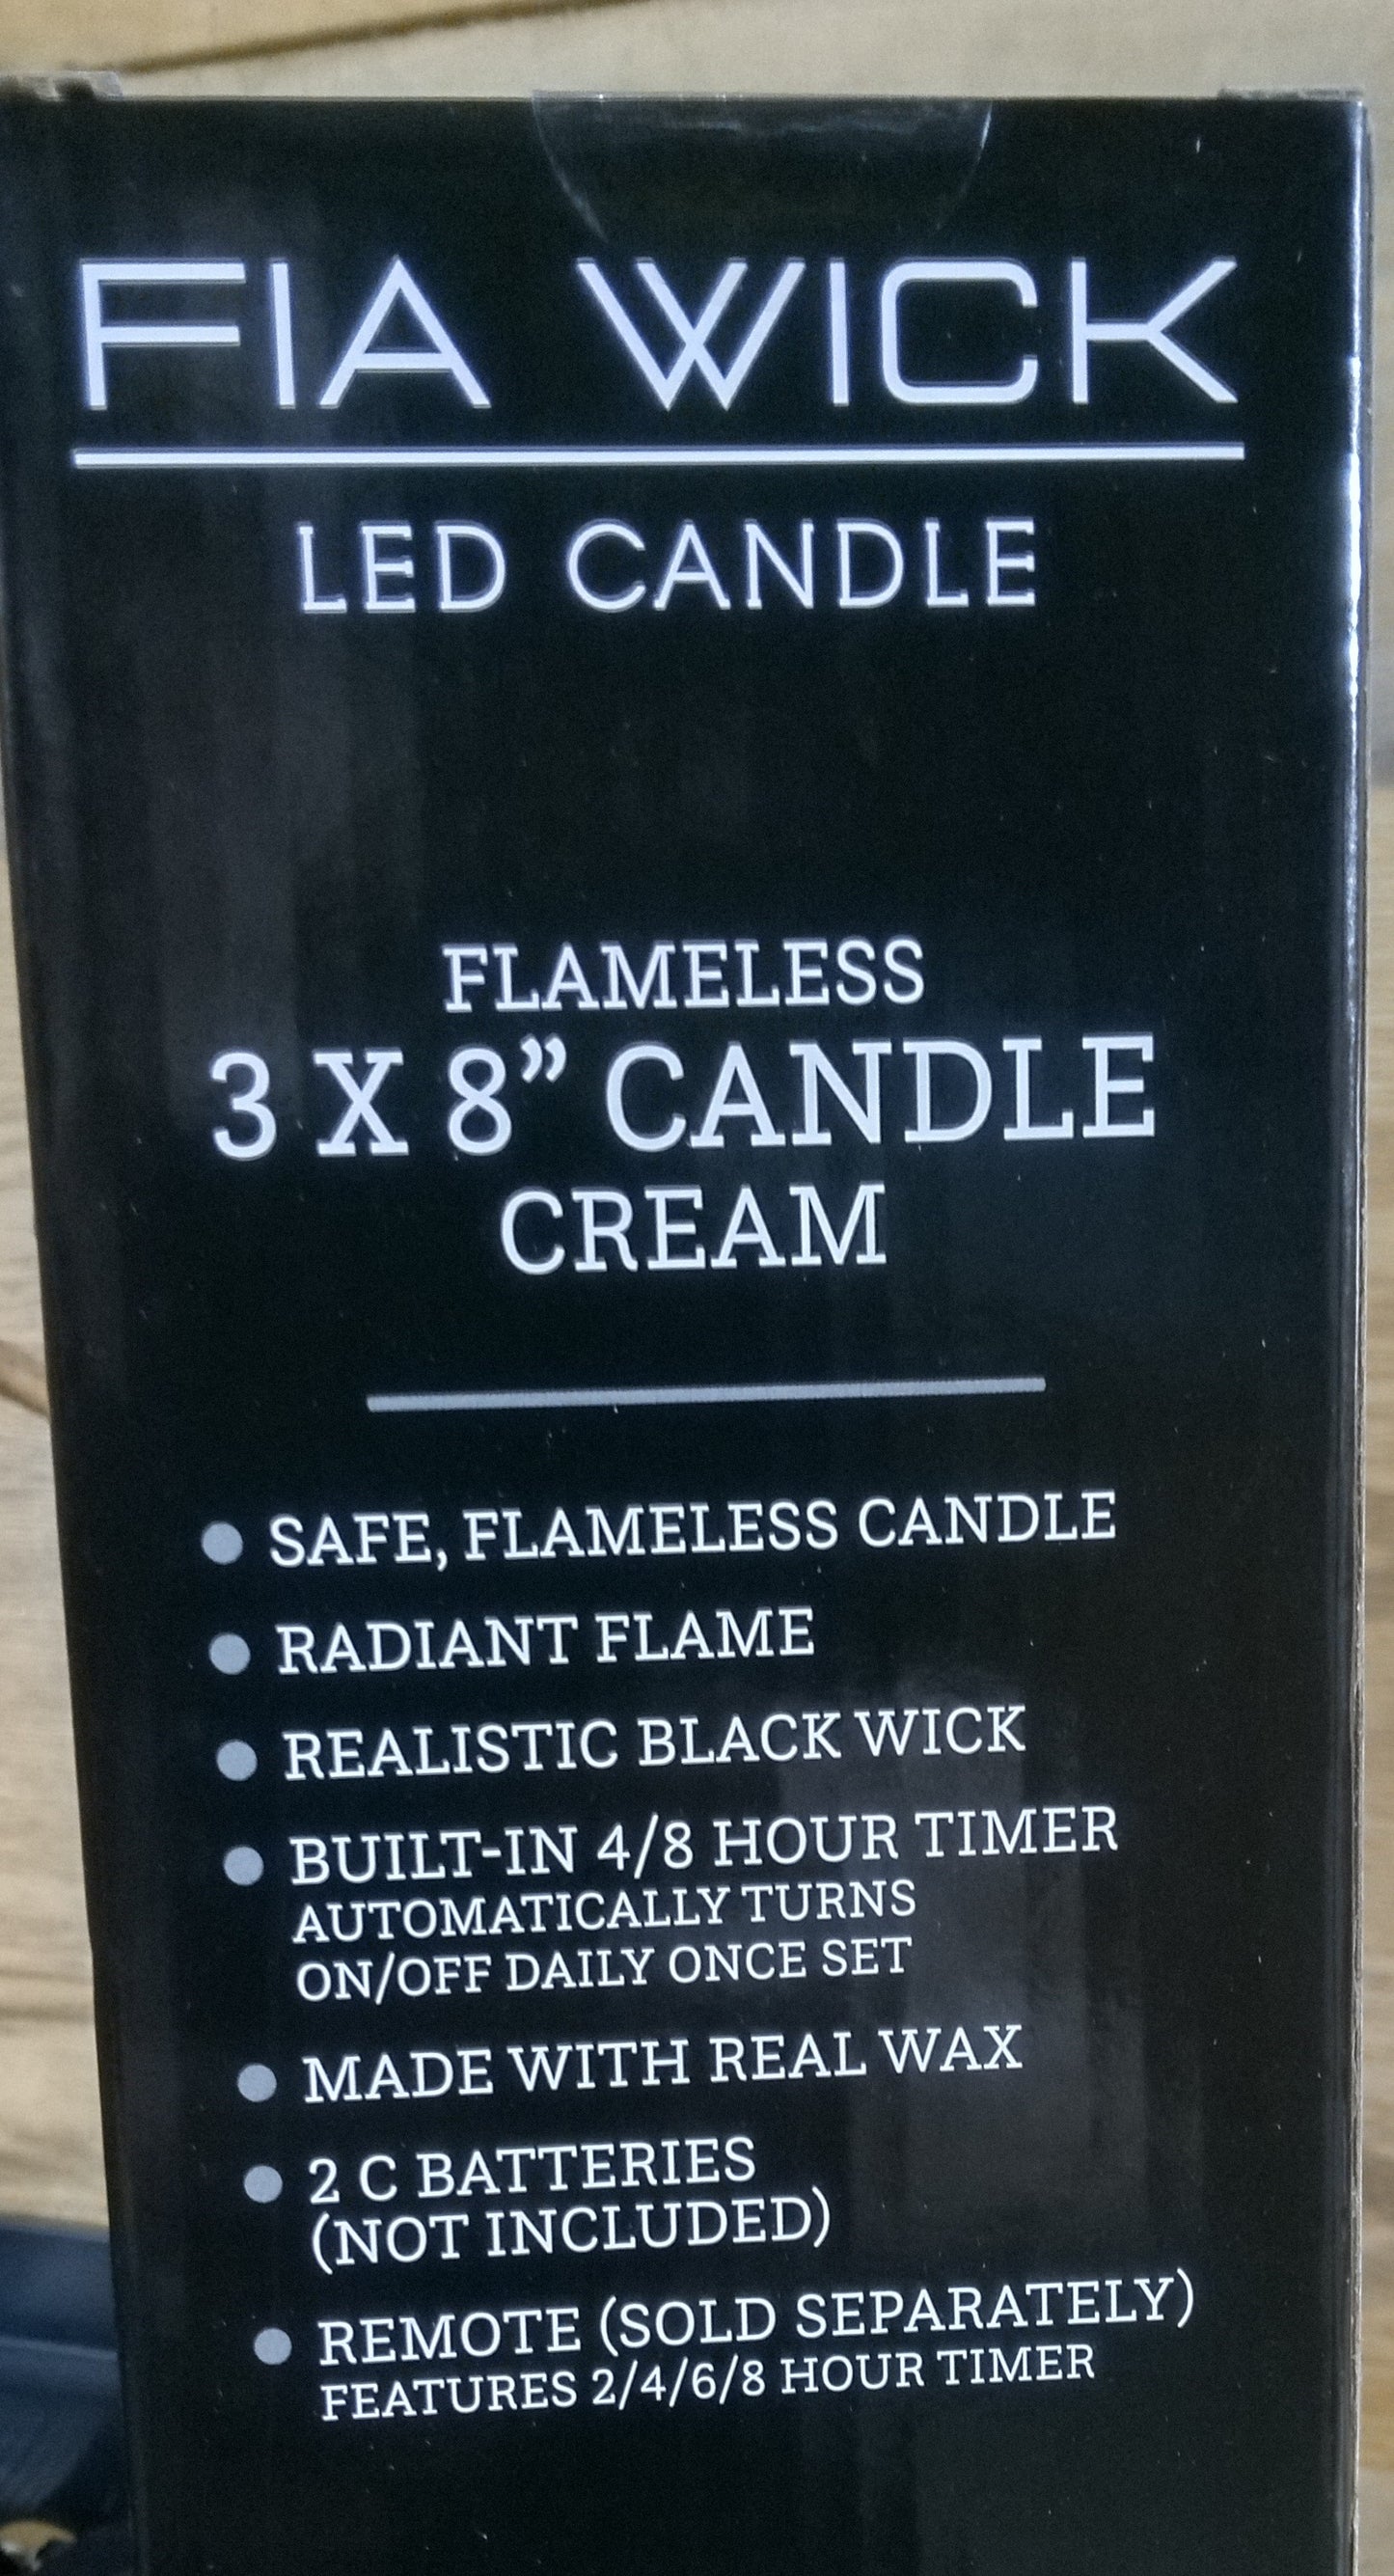 FIA WICK
LED CANDLE
FLAMELESS
3 X 8” CANDLE
CREAM
SAFE, FLAMELESS CANDLE
RADIANT FLAME
REALISTIC BLACK WICK
BUILT-IN 4/8 HOUR TIMER
AUTOMATICALLY TURNS
ON/OFF DAILY ONCE SET
MADE WITH REAL WAX
2 C BATTERIES
(NOT INCLUDED)
REMOTE (SOLD SEPARATELY)
FEATURES 2/4/6/8 HOUR TIMER